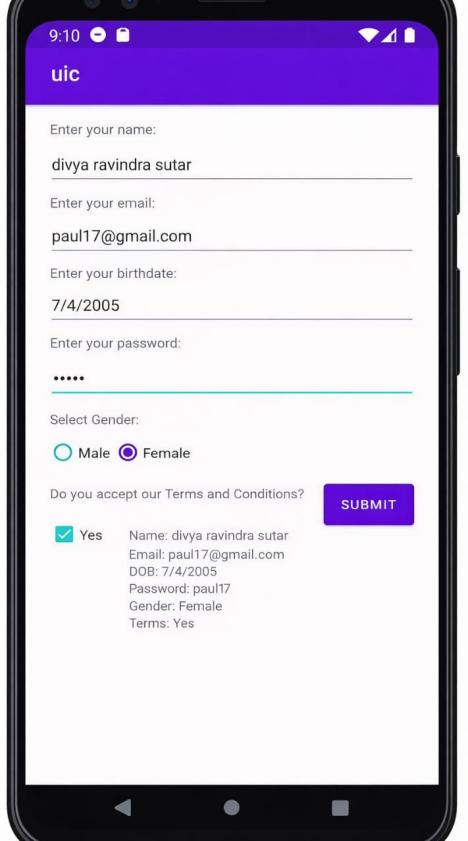 9:10
uic
Enter your name:
divya ravindra sutar
Enter your email:
paul17@gmail.com
Enter your birthdate:
7/4/2005
Enter your password:
•••••
Select Gender:
Male Female
Do you accept our Terms and Conditions?
SUBMIT
Yes
Name: divya ravindra sutar
Email: paul17@gmail.com
DOB: 7/4/2005
Password: paul17
Gender: Female
Terms: Yes